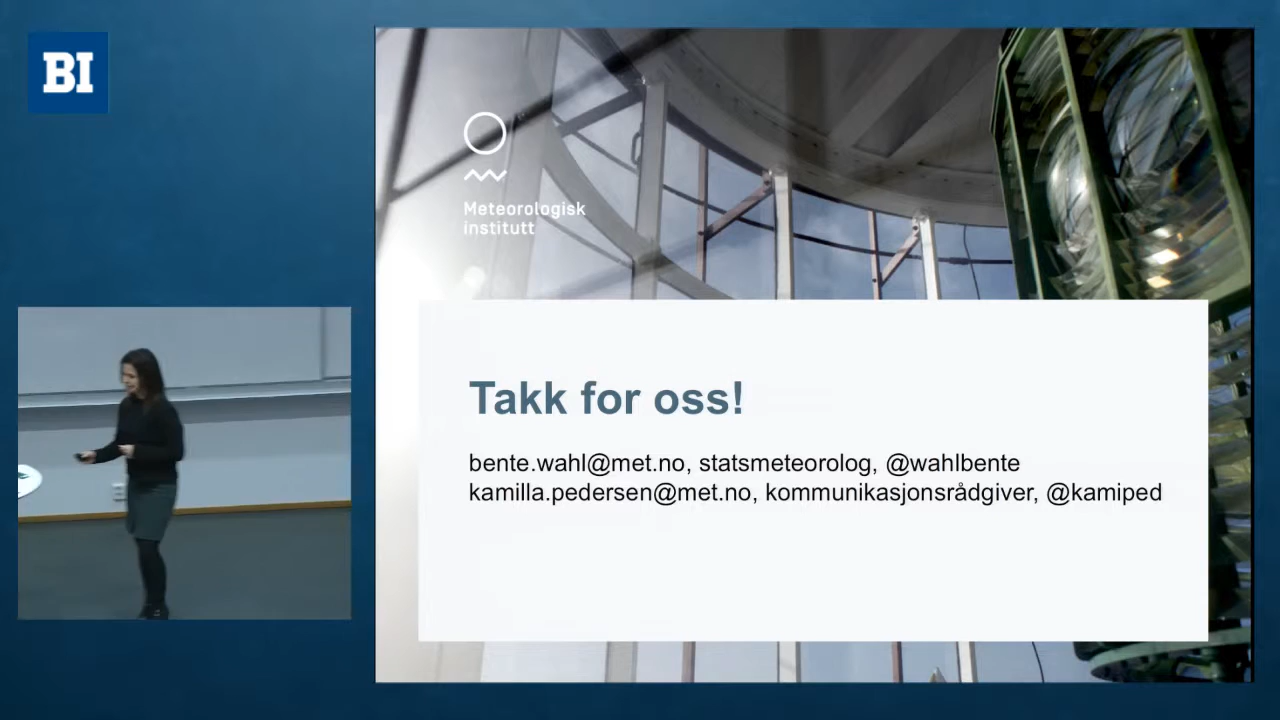 BI
Meteorologisk
institutt
Takk for oss!
bente.wahl@met.no, statsmeteorolog, @wahlbente
kamilla.pedersen@met.no, kommunikasjonsrådgiver, @kamiped